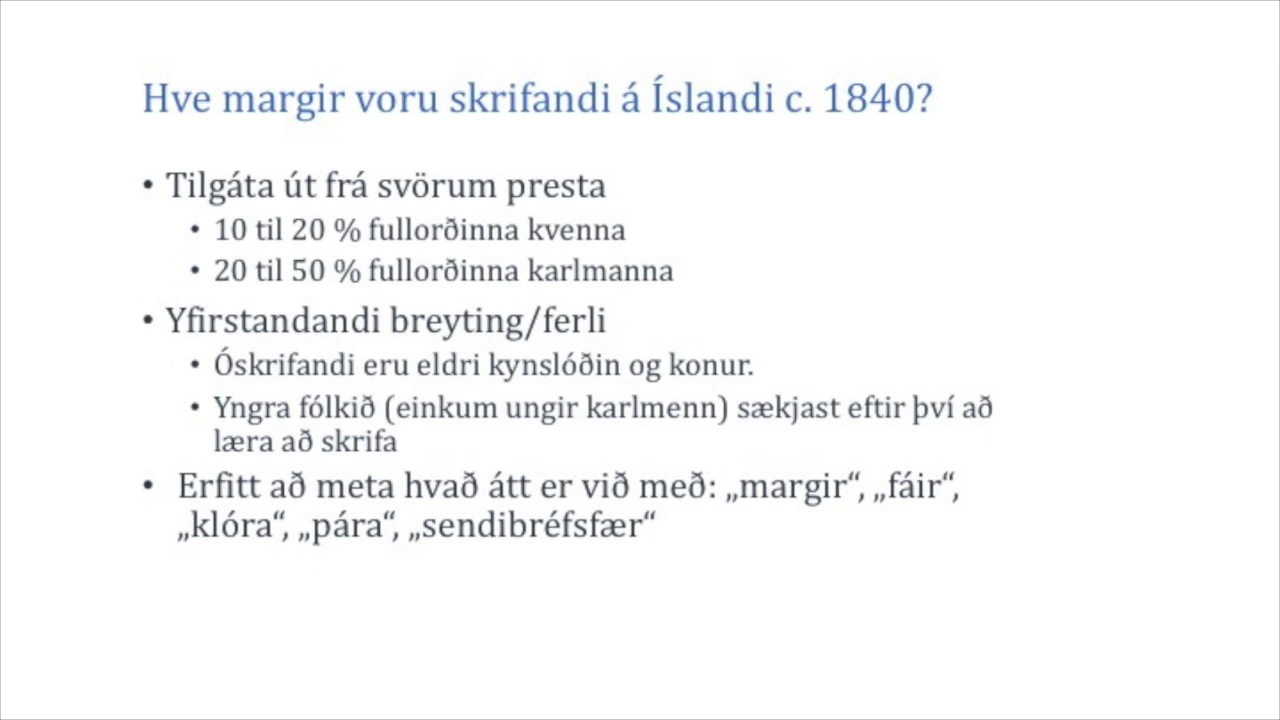 Hve margir voru skrifandi á Íslandi c. 1840?
• Tilgáta út frá svörum presta
• 10 til 20 % fullorðinna kvenna
• 20 til 50 % fullorðinna karlmanna
• Yfirstandandi breyting/ferli
• Óskrifandi eru eldri kynslóðin og konur.
• Yngra fólkið (einkum ungir karlmenn) sækjast eftir því að
læra að skrifa
• Erfitt að meta hvað átt er við með: „margir“, „fáir“,
„klóra“, „pára“, „sendibréfsfær“